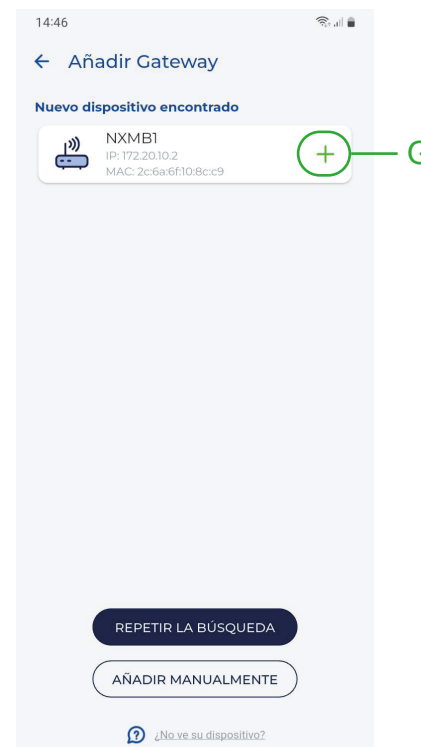 14:46
Añadir Gateway
Nuevo dispositivo encontrado
NXMB1
IP: 172.20.10.2
MAC: 2c:6a:6f:10:8c:c9
REPETIR LA BÚSQUEDA
AÑADIR MANUALMENTE
¿No ve su dispositivo?